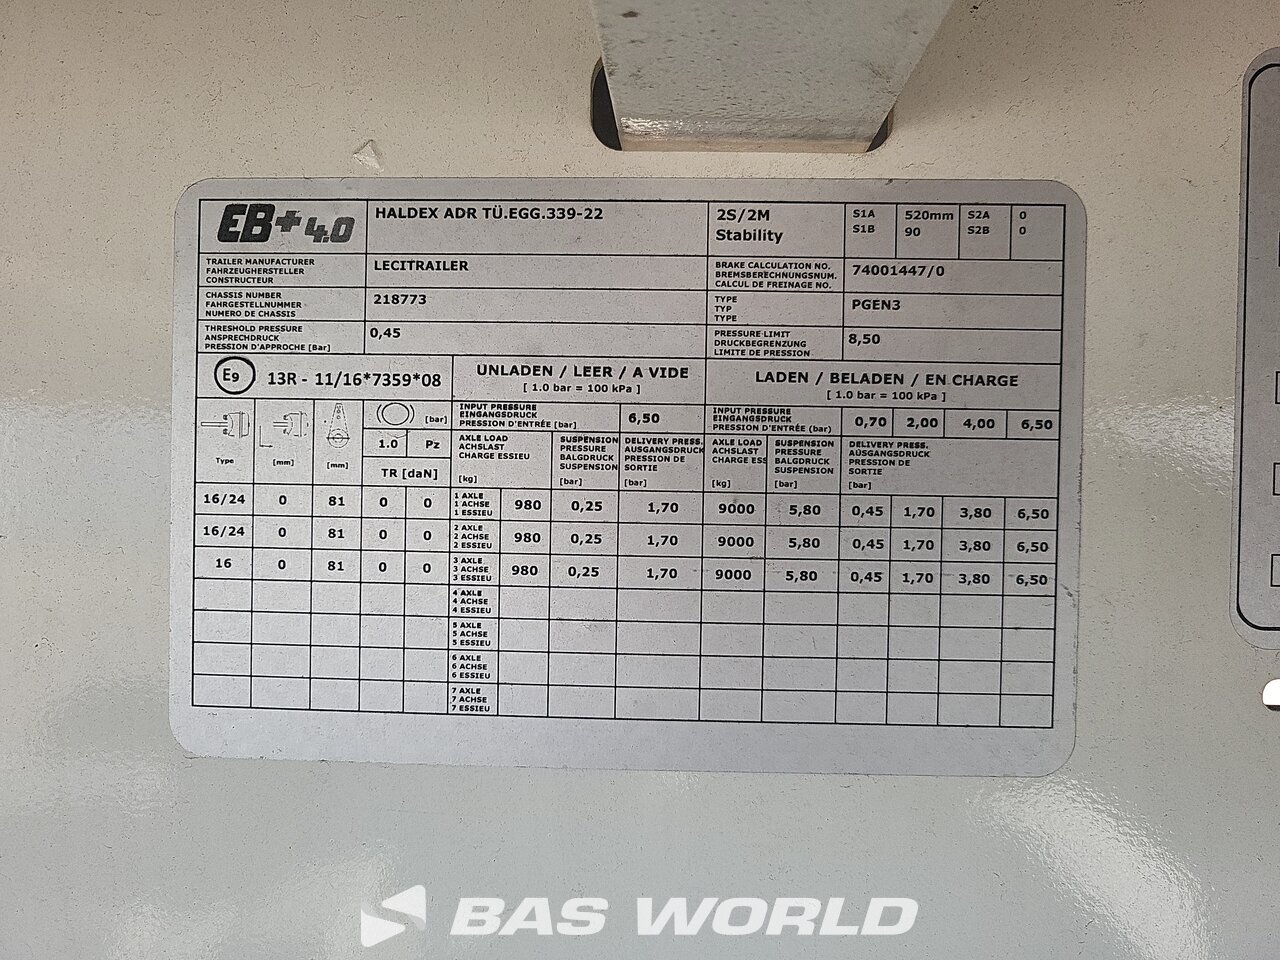 EB+ 4.0
HALDEX ADR TÜ.EGG.339-22
2S/2M
Stability
S1A 520mm S2A 0
S1B 90 S2B 0
TRAILER MANUFACTURER
FAHRZEUGHERSTELLER
CONSTRUCTEUR
LECITRAILER
BRAKE CALCULATION NO.
BREMSBERECHNUNGSNUM.
CALCUL DE FREINAGE NO.
74001447/0
CHASSIS NUMBER
FAHRGESTELLNUMMER
NUMERO DE CHASSIS
218773
TYPE
TYP
TYPE
PGEN3
THRESHOLD PRESSURE
ANSPRECHDRUCK
PRESSION D'APPROCHE [Bar]
0,45
PRESSURE LIMIT
DRUCKBEGRENZUNG
LIMITE DE PRESSION
8,50
E9 13R - 11/16*7359*08
UNLADEN / LEER / A VIDE
[ 1.0 bar = 100 kPa ]
LADEN / BELADEN / EN CHARGE
[ 1.0 bar = 100 kPa ]
Type
[mm]
[mm]
[bar]
1.0 Pz
TR [daN]
INPUT PRESSURE
EINGANGSDRUCK
PRESSION D'ENTRÉE [bar]
6,50
INPUT PRESSURE
EINGANGSDRUCK
PRESSION D'ENTRÉE (bar)
0,70 2,00 4,00 6,50
AXLE LOAD
ACHSLAST
CHARGE ESSIEU
[kg]
SUSPENSION
PRESSURE
BALGDRUCK
SUSPENSION
[bar]
DELIVERY PRESS.
AUSGANGSDRUCK
PRESSION DE
SORTIE
[bar]
AXLE LOAD
ACHSLAST
CHARGE ESS
[kg]
SUSPENSION
PRESSURE
BALGDRUCK
SUSPENSION
[bar]
DELIVERY PRESS.
AUSGANGSDRUCK
PRESSION DE
SORTIE
[bar]
16/24 0 81 0 0 1 AXLE 1 ACHSE 1 ESSIEU 980 0,25 1,70 9000 5,80 0,45 1,70 3,80 6,50
16/24 0 81 0 0 2 AXLE 2 ACHSE 2 ESSIEU 980 0,25 1,70 9000 5,80 0,45 1,70 3,80 6,50
16 0 81 0 0 3 AXLE 3 ACHSE 3 ESSIEU 980 0,25 1,70 9000 5,80 0,45 1,70 3,80 6,50
4 AXLE
4 ACHSE
4 ESSIEU
5 AXLE
5 ACHSE
5 ESSIEU
6 AXLE
6 ACHSE
6 ESSIEU
7 AXLE
7 ACHSE
7 ESSIEU
BAS WORLD